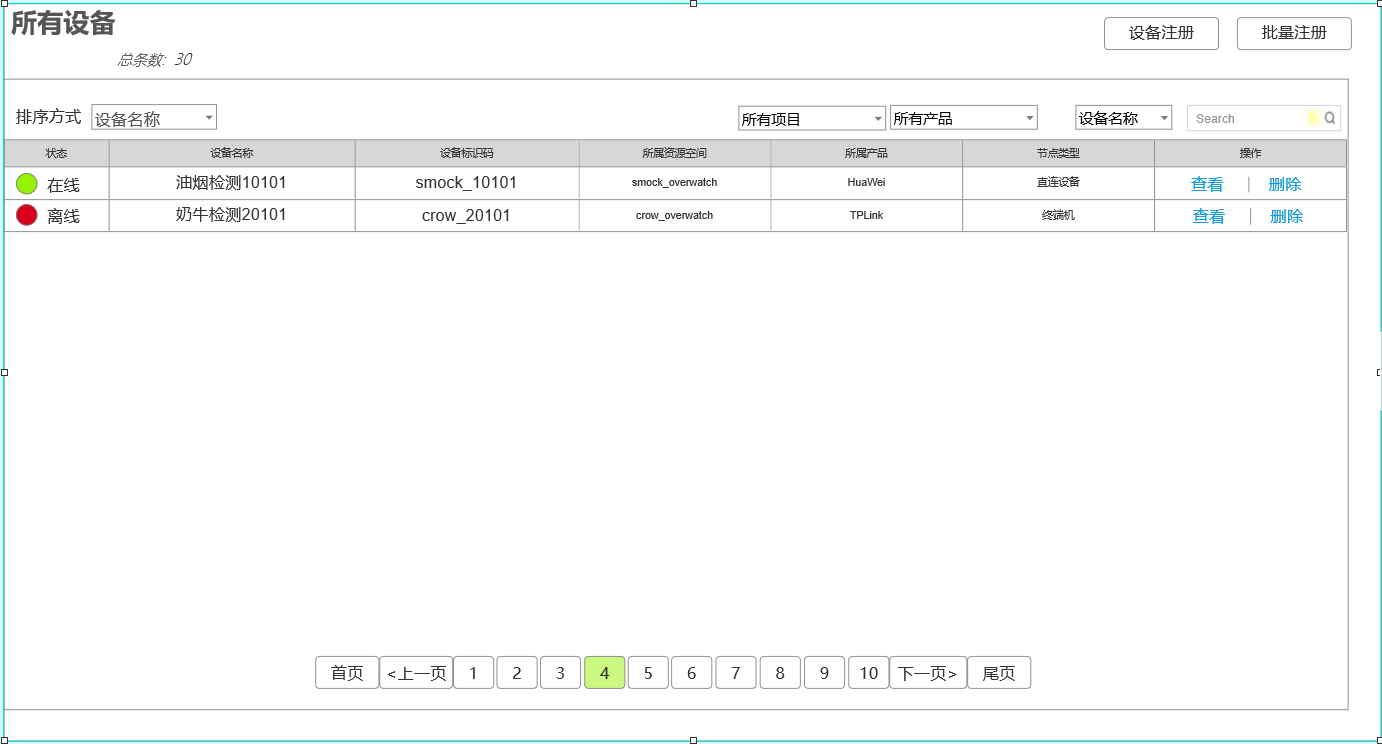 所有设备
设备注册 批量注册
总条数: 30
排序方式 设备名称 所有项目 所有产品 设备名称 Search
状态 设备名称 设备标识码 所属资源空间 所属产品 节点类型 操作
在线 油烟检测10101 smock_10101 smock_overwatch HuaWei 直连设备 查看 | 删除
离线 奶牛检测20101 crow_20101 crow_overwatch TPLink 终端机 查看 | 删除
首页 <上一页 1 2 3 4 5 6 7 8 9 10 下一页> 尾页